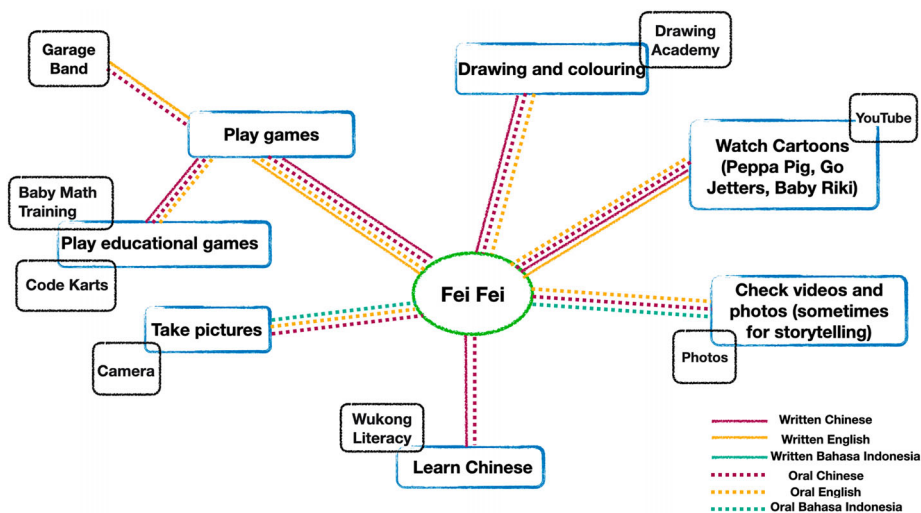 Garage
Band
Drawing
Academy
Drawing and colouring
Play games
YouTube
Watch Cartoons
(Peppa Pig, Go
Jetters, Baby Riki)
Baby Math
Training
Play educational games
Code Karts
Fei Fei
Check videos and
photos (sometimes
for storytelling)
Photos
Take pictures
Camera
Wukong
Literacy
Learn Chinese
Written Chinese
Written English
Written Bahasa Indonesia
Oral Chinese
Oral English
Oral Bahasa Indonesia